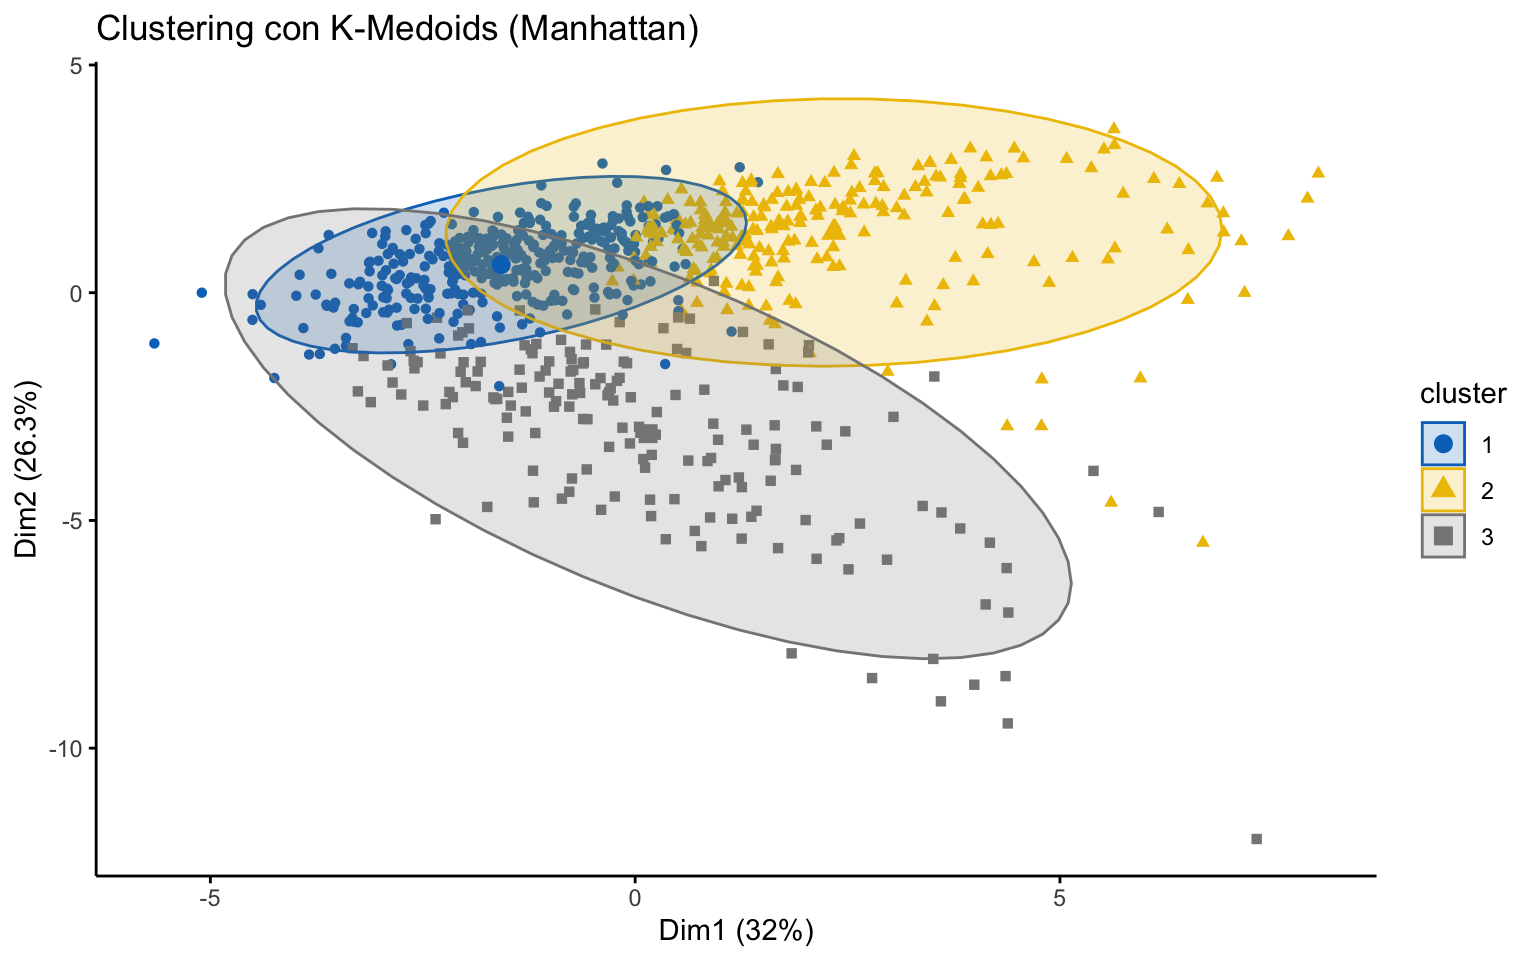 Clustering con K-Medoids (Manhattan)
5
0
-5
-10
Dim2 (26.3%)
-5
0
5
Dim1 (32%)
cluster
1
2
3